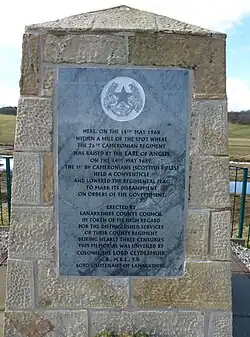 HERE, ON THE 14TH MAY 1968
WITHIN A MILE OF THE SPOT WHERE
THE 26TH CAMERONIAN REGIMENT
WAS RAISED BY THE EARL OF ANGUS
ON THE 14TH MAY 1689,
THE 1ST BN CAMERONIANS (SCOTTISH RIFLES)
HELD A CONVENTICLE
AND LOWERED THE REGIMENTAL FLAG
TO MARK ITS DISBANDMENT
ON ORDERS OF THE GOVERNMENT.
ERECTED BY
LANARKSHIRE COUNTY COUNCIL
IN TOKEN OF ITS HIGH REGARD
FOR THE DISTINGUISHED SERVICES
OF THEIR COUNTY REGIMENT
DURING NEARLY THREE CENTURIES
THIS MEMORIAL WAS UNVEILED BY
COLONEL THE LORD CLYDESMUIR
C.B. M.B.E. T.D.
LORD LIEUTENANT OF LANARKSHIRE